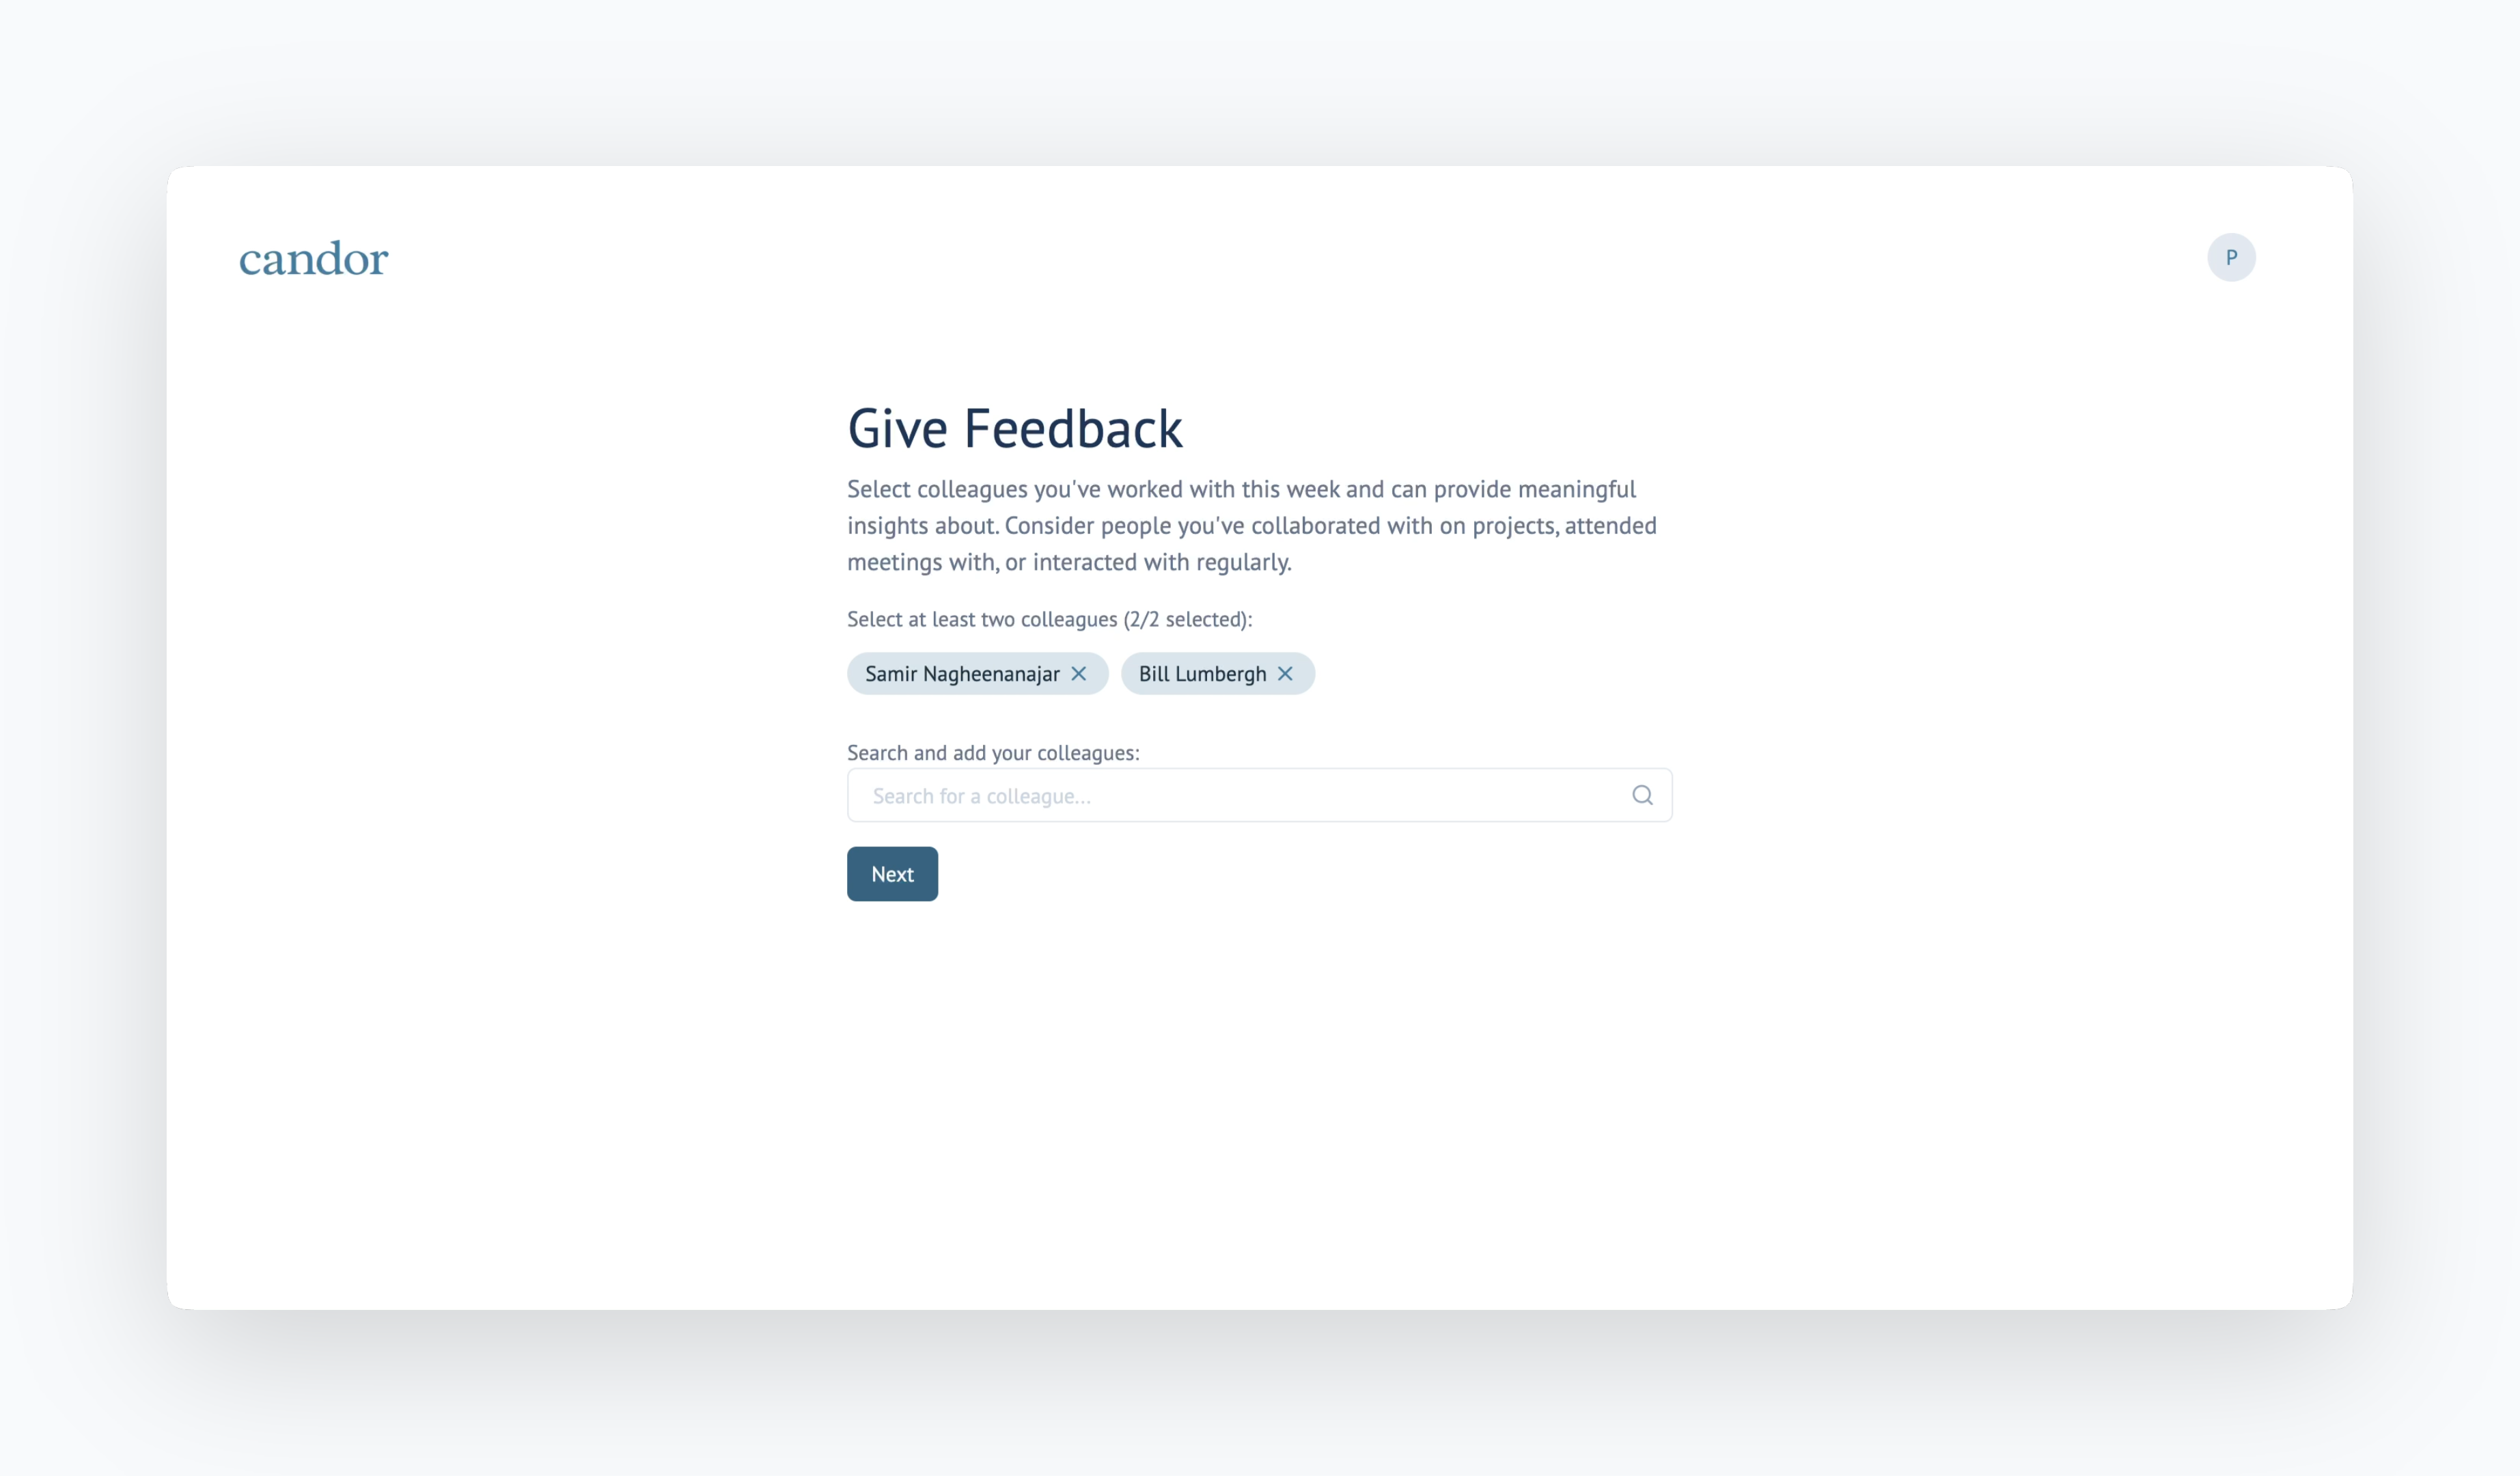 candor
P
Give Feedback
Select colleagues you've worked with this week and can provide meaningful
insights about. Consider people you've collaborated with on projects, attended
meetings with, or interacted with regularly.
Select at least two colleagues (2/2 selected):
Samir Nagheenanajar
Bill Lumbergh
Search and add your colleagues:
Search for a colleague...
Next